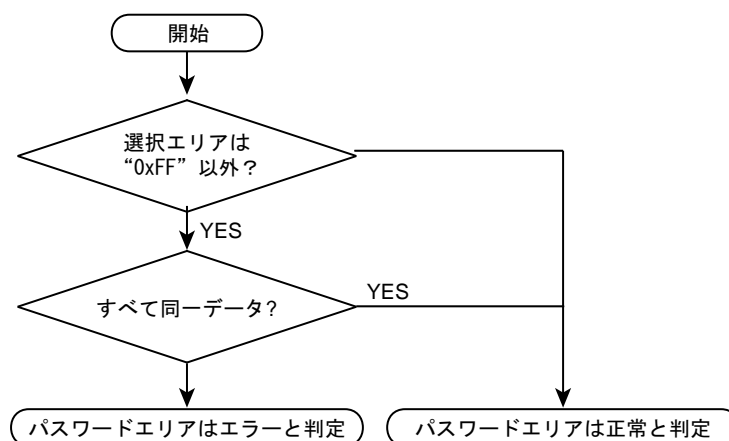 開始
選択エリアは
“0xFF” 以外？
YES
すべて同一データ?
YES
パスワードエリアはエラーと判定
パスワードエリアは正常と判定